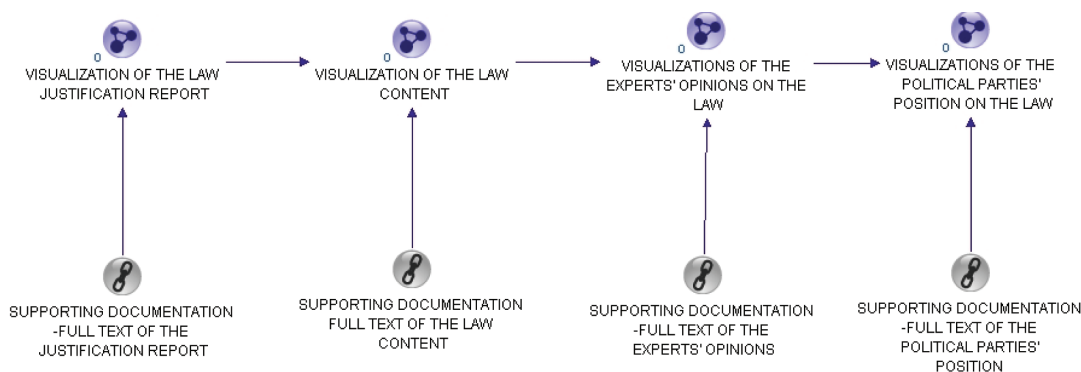 0
VISUALIZATION OF THE LAW
JUSTIFICATION REPORT
0
VISUALIZATION OF THE LAW
CONTENT
0
VISUALIZATIONS OF THE
EXPERTS' OPINIONS ON THE
LAW
0
VISUALIZATIONS OF THE
POLITICAL PARTIES'
POSITION ON THE LAW
SUPPORTING DOCUMENTATION
-FULL TEXT OF THE
JUSTIFICATION REPORT
SUPPORTING DOCUMENTATION
FULL TEXT OF THE LAW
CONTENT
SUPPORTING DOCUMENTATION
-FULL TEXT OF THE
EXPERTS' OPINIONS
SUPPORTING DOCUMENTATION
-FULL TEXT OF THE
POLITICAL PARTIES'
POSITION